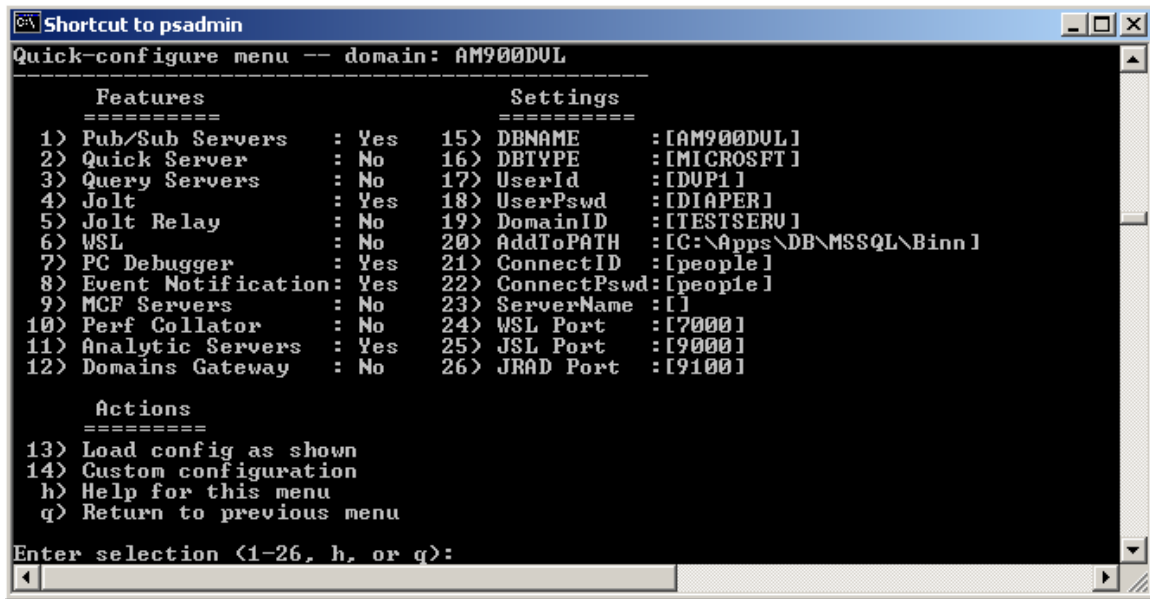 Shortcut to psadmin
Quick-configure menu -- domain: AM900DVL
Features Settings
========== ==========
1) Pub/Sub Servers : Yes 15) DBNAME :[AM900DVL]
2) Quick Server : No 16) DBTYPE :[MICROSFT]
3) Query Servers : No 17) UserId :[DVP1]
4) Jolt : Yes 18) UserPswd :[DIAPER]
5) Jolt Relay : No 19) DomainID :[TESTSERV]
6) WSL : No 20) AddToPATH :[C:\Apps\DB\MSSQL\Binn]
7) PC Debugger : Yes 21) ConnectID :[people]
8) Event Notification: Yes 22) ConnectPswd:[peop1e]
9) MCF Servers : No 23) ServerName :[]
10) Perf Collator : No 24) WSL Port :[7000]
11) Analytic Servers : Yes 25) JSL Port :[9000]
12) Domains Gateway : No 26) JRAD Port :[9100]
Actions
=========
13) Load config as shown
14) Custom configuration
h) Help for this menu
q) Return to previous menu
Enter selection (1-26, h, or q):